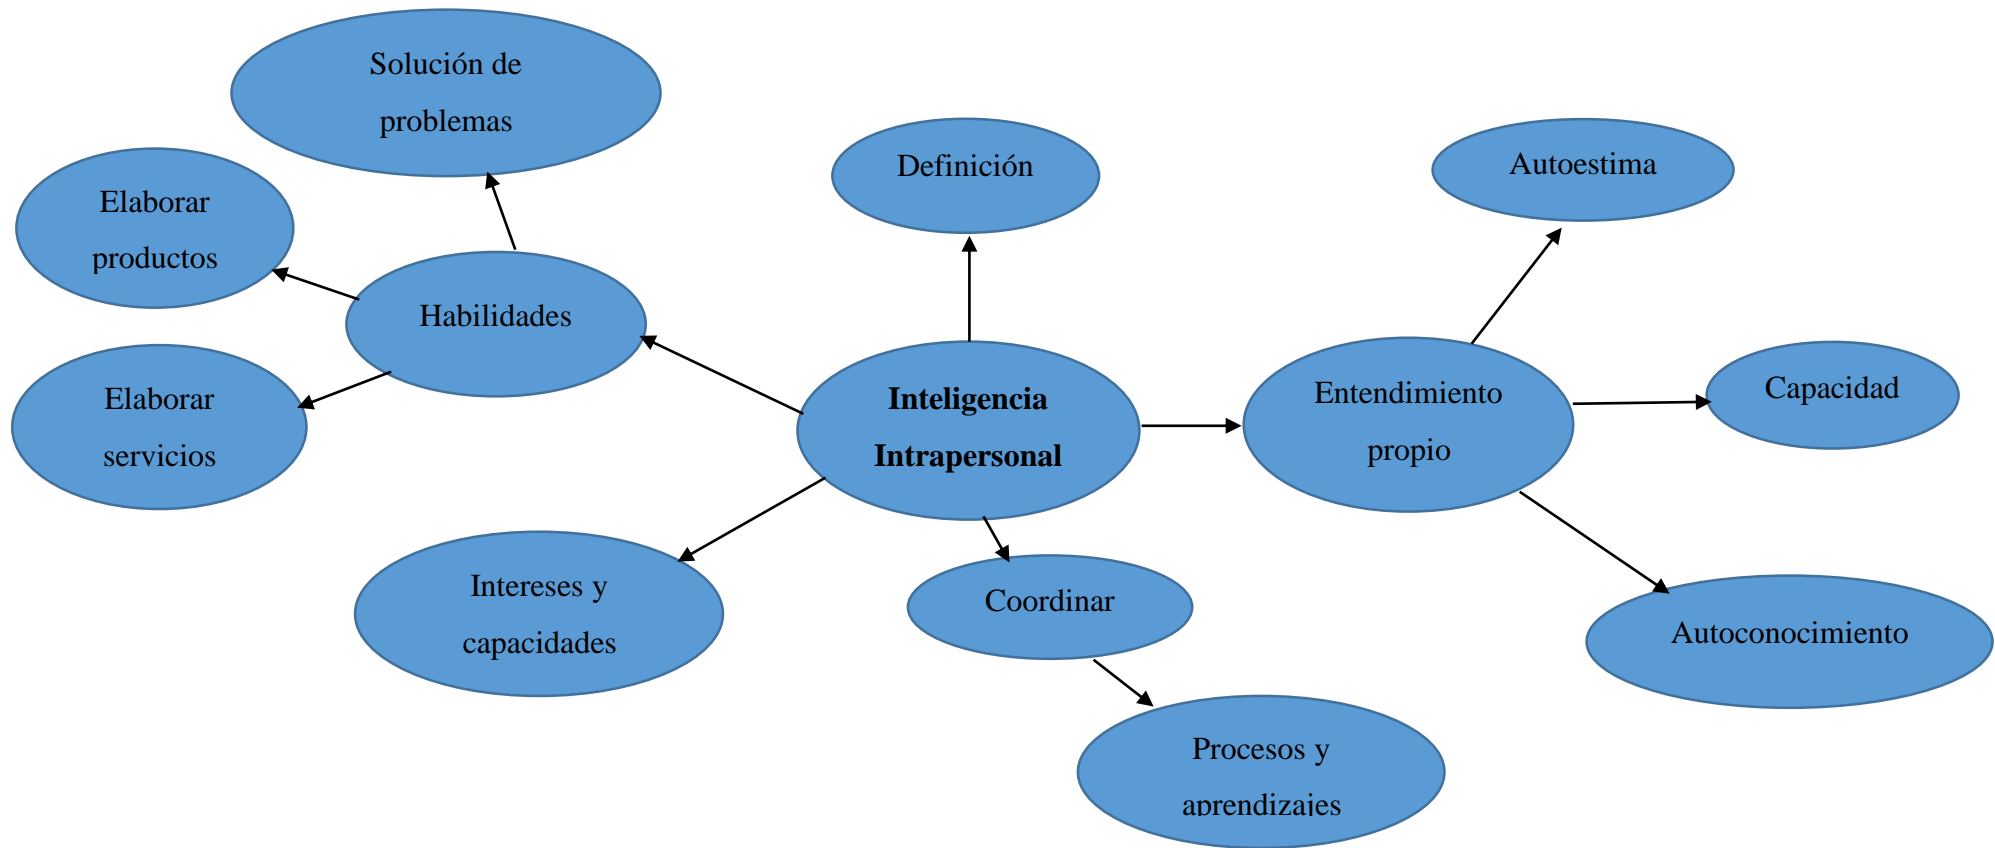 Solución de
problemas
Elaborar
productos
Habilidades
Elaborar
servicios
Definición
Inteligencia
Intrapersonal
Intereses y
capacidades
Coordinar
Procesos y
aprendizajes
Entendimiento
propio
Autoestima
Capacidad
Autoconocimiento